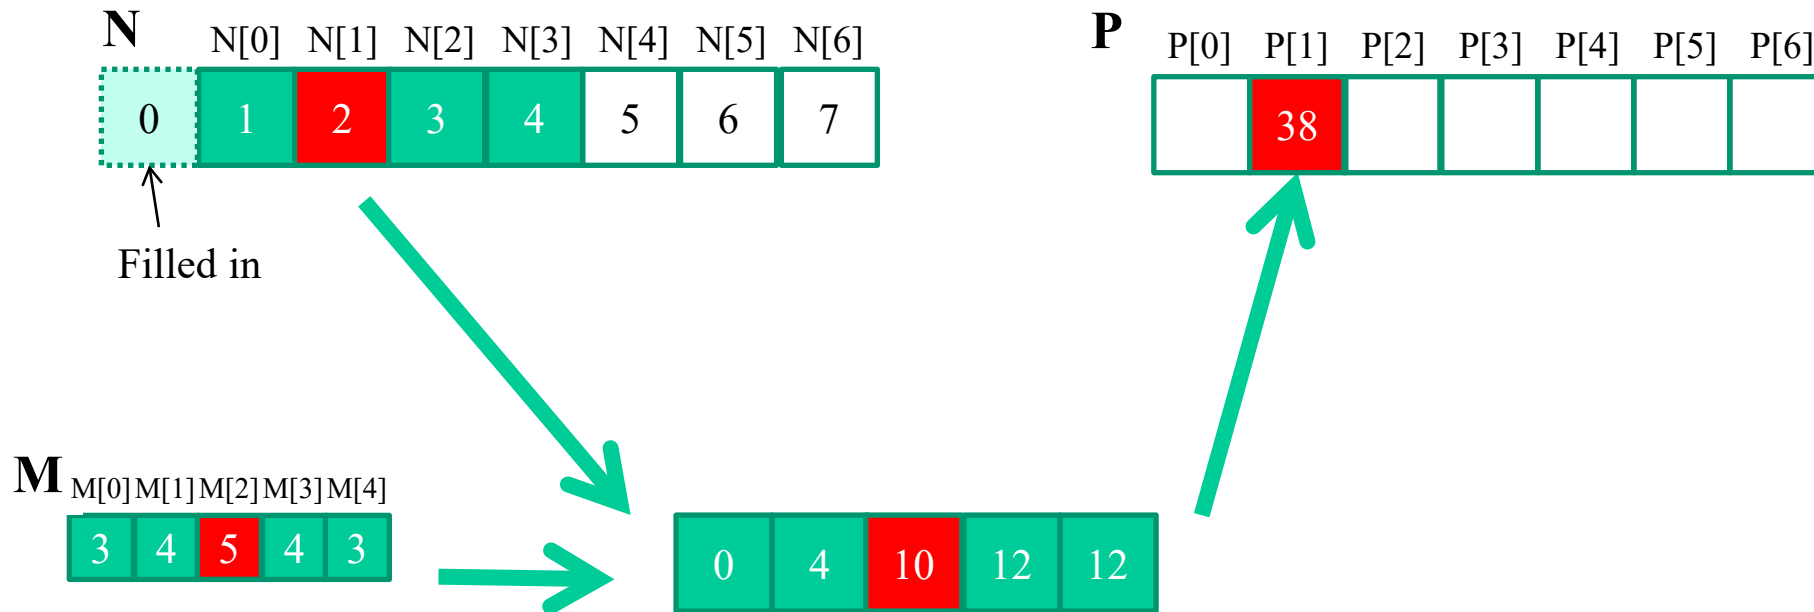 N
N[0] N[1] N[2] N[3] N[4] N[5] N[6]
0 1 2 3 4 5 6 7
Filled in
P
P[0] P[1] P[2] P[3] P[4] P[5] P[6]
38
M
M[0] M[1] M[2] M[3] M[4]
3 4 5 4 3
0 4 10 12 12